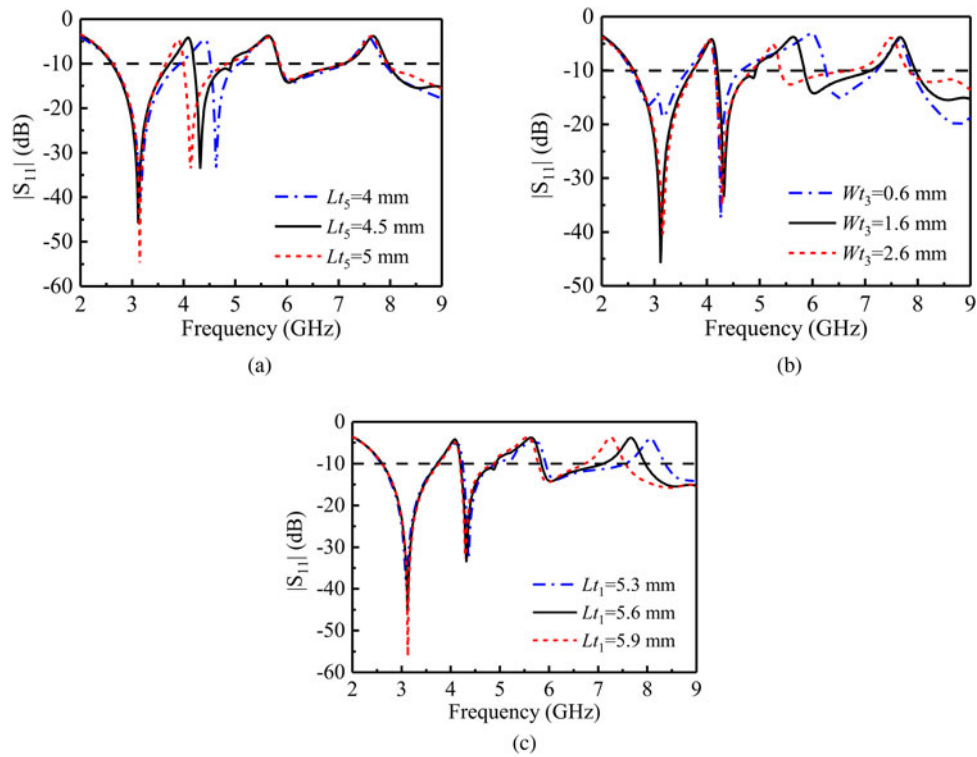 0
-10
-20
-30
-40
-50
-60
|S₁₁| (dB)
Lt₅=4 mm
Lt₅=4.5 mm
Lt₅=5 mm
2 3 4 5 6 7 8 9
Frequency (GHz)
(a)
0
-10
-20
-30
-40
-50
|S₁₁| (dB)
Wt₃=0.6 mm
Wt₃=1.6 mm
Wt₃=2.6 mm
2 3 4 5 6 7 8 9
Frequency (GHz)
(b)
0
-10
-20
-30
-40
-50
-60
|S₁₁| (dB)
Lt₁=5.3 mm
Lt₁=5.6 mm
Lt₁=5.9 mm
2 3 4 5 6 7 8 9
Frequency (GHz)
(c)